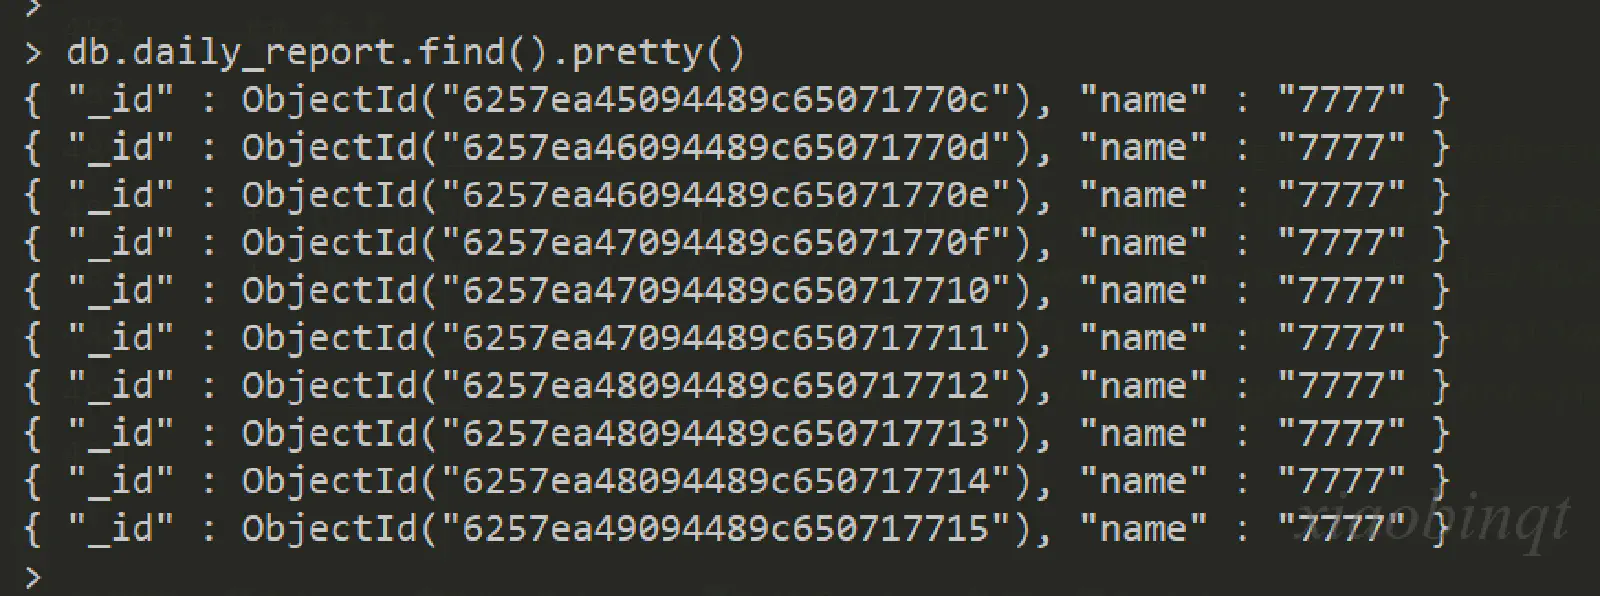 >
> db.daily_report.find().pretty()
{ "_id" : ObjectId("6257ea45094489c65071770c"), "name" : "7777" }
{ "_id" : ObjectId("6257ea46094489c65071770d"), "name" : "7777" }
{ "_id" : ObjectId("6257ea46094489c65071770e"), "name" : "7777" }
{ "_id" : ObjectId("6257ea47094489c65071770f"), "name" : "7777" }
{ "_id" : ObjectId("6257ea47094489c650717710"), "name" : "7777" }
{ "_id" : ObjectId("6257ea47094489c650717711"), "name" : "7777" }
{ "_id" : ObjectId("6257ea48094489c650717712"), "name" : "7777" }
{ "_id" : ObjectId("6257ea48094489c650717713"), "name" : "7777" }
{ "_id" : ObjectId("6257ea48094489c650717714"), "name" : "7777" }
{ "_id" : ObjectId("6257ea49094489c650717715"), "name" : "7777" }
xiaobinqt
>